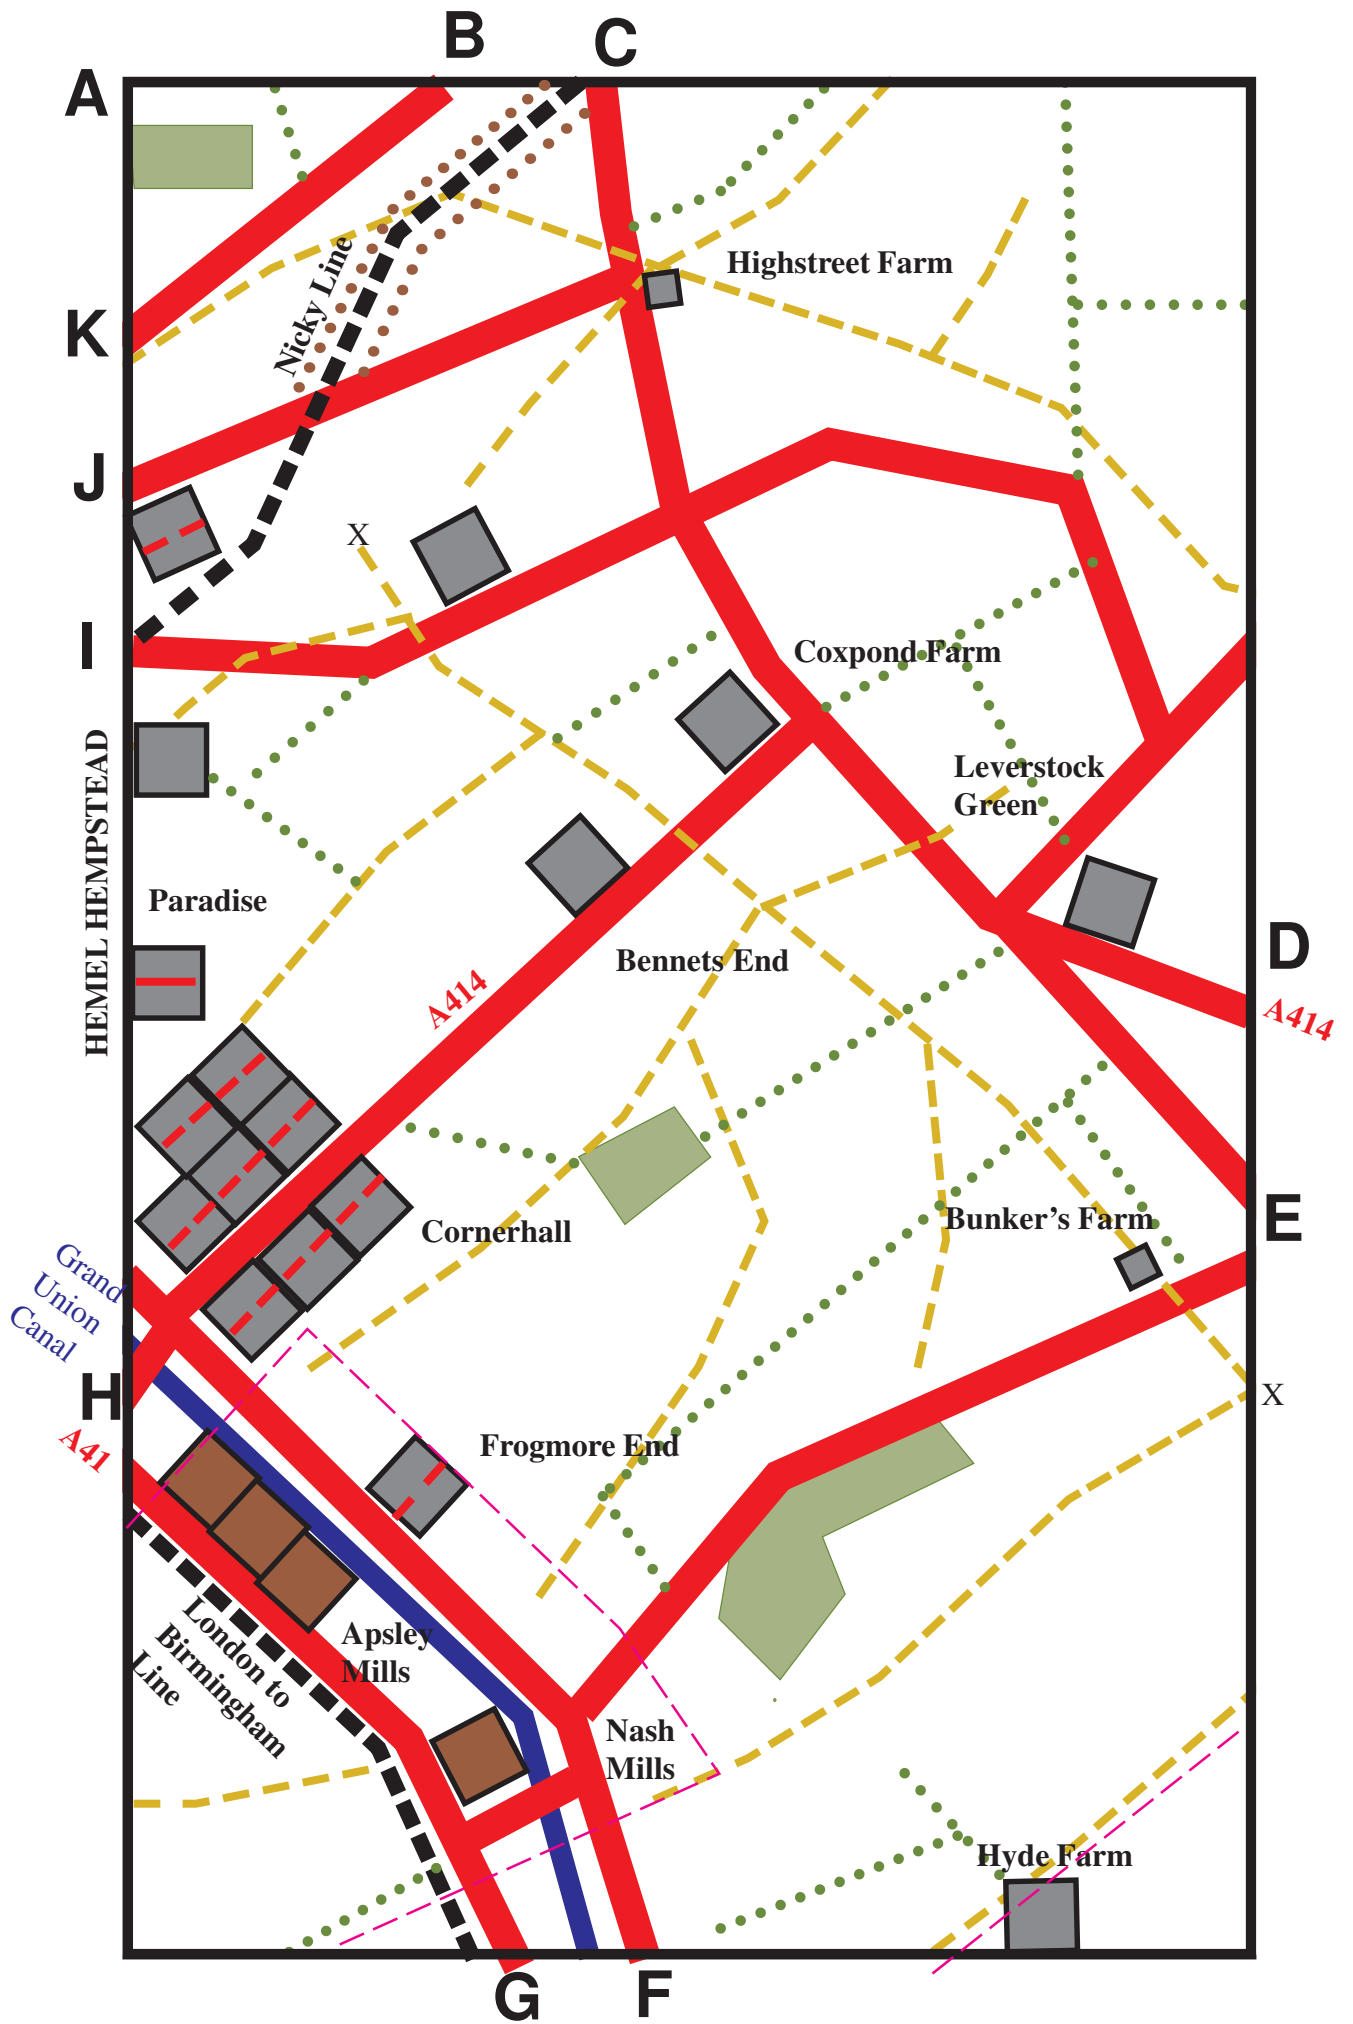 B
C
A
Highstreet Farm
Nicky Line
K
J
X
I
Coxpond Farm
HEMEL HEMPSTEAD
Leverstock
Green
Paradise
Bennets End
D
A414
A414
Bunker's Farm
E
Cornerhall
Grand
Union
Canal
H
X
A41
Frogmore End
London to
Birmingham
Line
Apsley
Mills
Nash
Mills
Hyde Farm
G
F